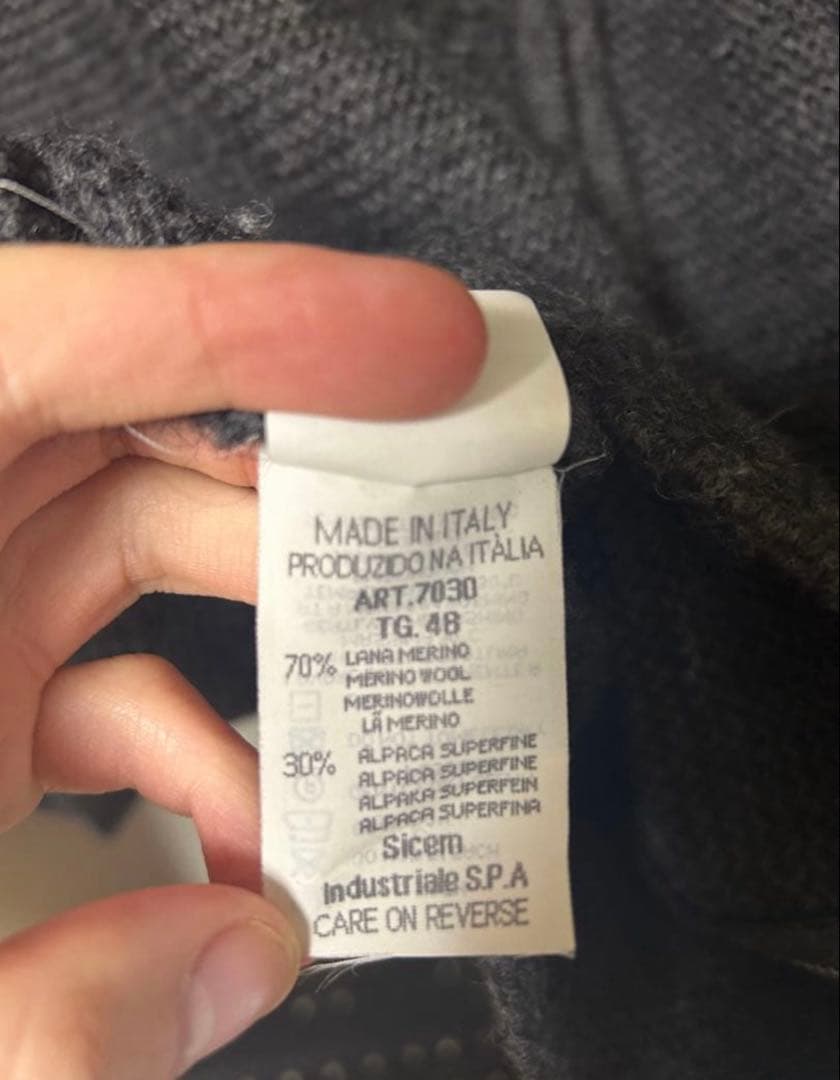 MADE IN ITALY
PRODUZIDO NA ITÀLIA
ART.7030
TG. 48
70% LANA MERINO
MERINO WOOL
MERINOWOLLE
LÃ MERINO
30% ALPACA SUPERFINE
ALPACA SUPERFINE
ALPAKA SUPERFEIN
ALPACA SUPERFINA
Sicem
Industriale S.P.A
CARE ON REVERSE